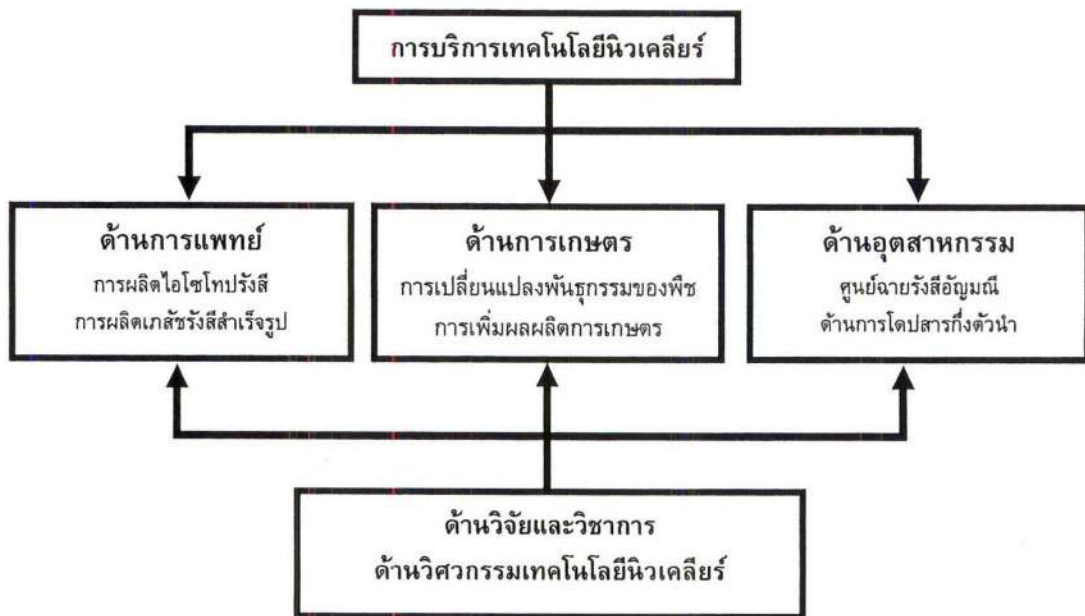 การบริการเทคโนโลยีนิวเคลียร์
ด้านการแพทย์
การผลิตไอโซโทปรังสี
การผลิตเภสัชรังสีสำเร็จรูป
ด้านการเกษตร
การเปลี่ยนแปลงพันธุกรรมของพืช
การเพิ่มผลผลิตการเกษตร
ด้านอุตสาหกรรม
ศูนย์ฉายรังสีอัญมณี
ด้านการโดปสารกึ่งตัวนำ
ด้านวิจัยและวิชาการ
ด้านวิศวกรรมเทคโนโลยีนิวเคลียร์